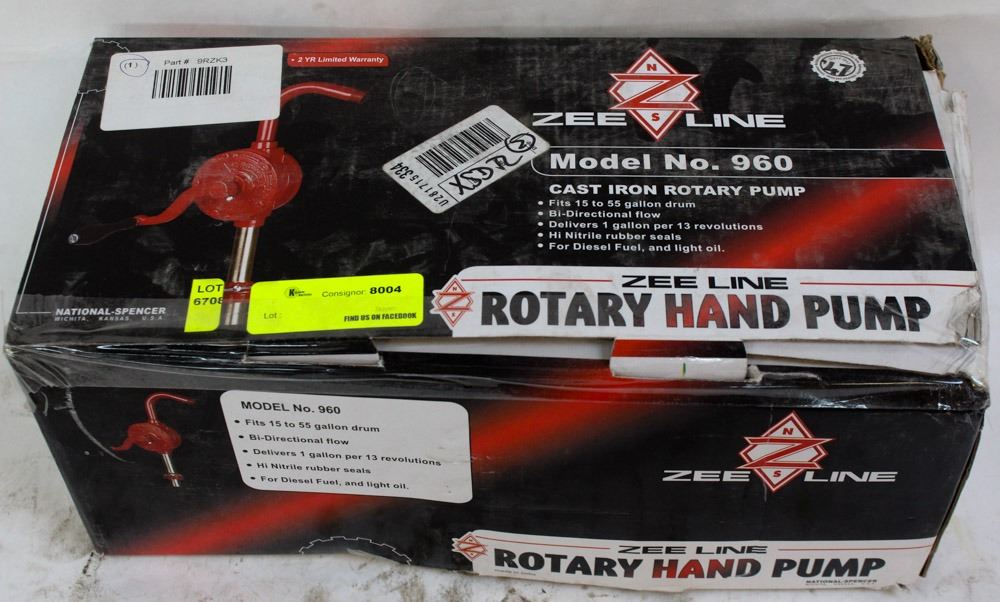 (1)
Part # 9RZK3
• 2 YR Limited Warranty
U281715334
XSDR
N
Z
S
ZEE LINE
47
Model No. 960
CAST IRON ROTARY PUMP
• Fits 15 to 55 gallon drum
• Bi-Directional flow
• Delivers 1 gallon per 13 revolutions
• Hi Nitrile rubber seals
• For Diesel Fuel, and light oil.
LOT
6708
Consignor: 8004
Lot :
FIND US ON FACEBOOK
NATIONAL-SPENCER
WICHITA, KANSAS, U.S.A.
ZEE LINE
ROTARY HAND PUMP
MODEL No. 960
• Fits 15 to 55 gallon drum
• Bi-Directional flow
• Delivers 1 gallon per 13 revolutions
• Hi Nitrile rubber seals
• For Diesel Fuel, and light oil.
N
Z
S
ZEE LINE
ZEE LINE
ROTARY HAND PUMP
NATIONAL-SPENCER